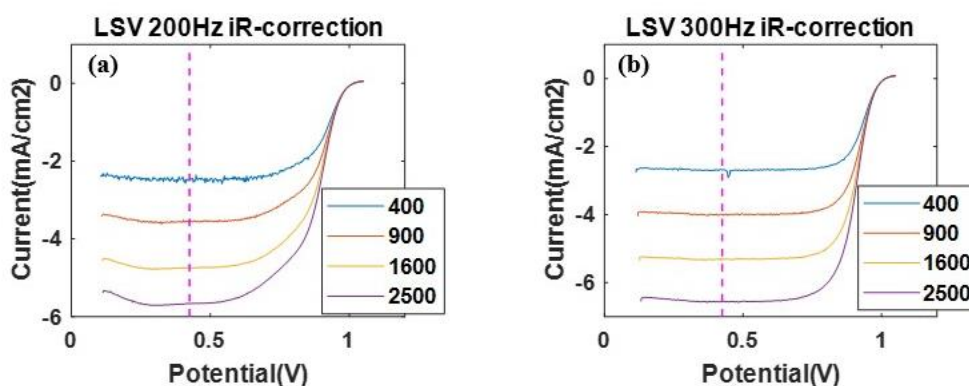 LSV 200Hz iR-correction
(a)
Current(mA/cm2)
0
-2
-4
-6
0
0.5
1
Potential(V)
400
900
1600
2500
LSV 300Hz iR-correction
(b)
Current(mA/cm2)
0
-2
-4
-6
0
0.5
1
Potential(V)
400
900
1600
2500